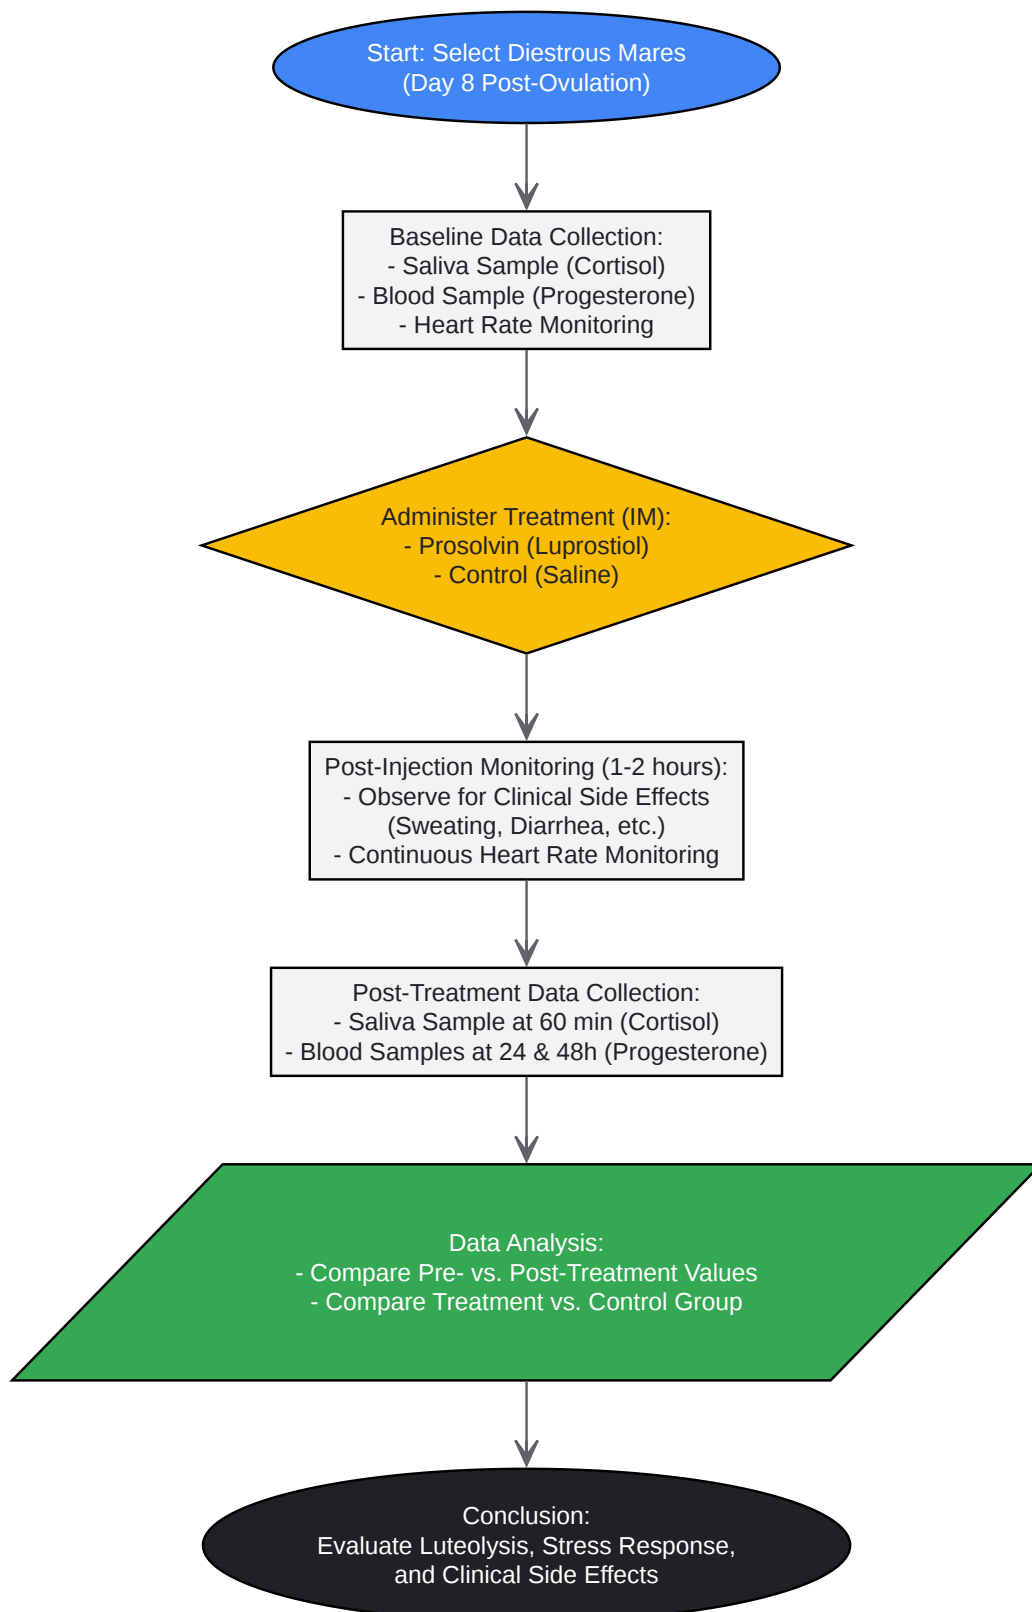 Start: Select Diestrous Mares
(Day 8 Post-Ovulation)
Baseline Data Collection:
- Saliva Sample (Cortisol)
- Blood Sample (Progesterone)
- Heart Rate Monitoring
Administer Treatment (IM):
- Prosolvin (Luprostiol)
- Control (Saline)
Post-Injection Monitoring (1-2 hours):
- Observe for Clinical Side Effects
(Sweating, Diarrhea, etc.)
- Continuous Heart Rate Monitoring
Post-Treatment Data Collection:
- Saliva Sample at 60 min (Cortisol)
- Blood Samples at 24 & 48h (Progesterone)
Data Analysis:
- Compare Pre- vs. Post-Treatment Values
- Compare Treatment vs. Control Group
Conclusion:
Evaluate Luteolysis, Stress Response,
and Clinical Side Effects